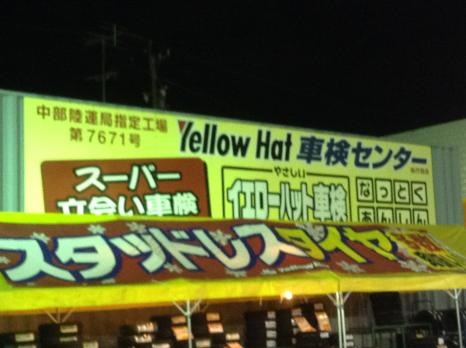 中部陸運局指定工場
第7671号
Yellow Hat 車検センター
スーパー
立会い車検
やさしい
イエローハット車検
なっとく
あんしん
スタッドレスタイヤ